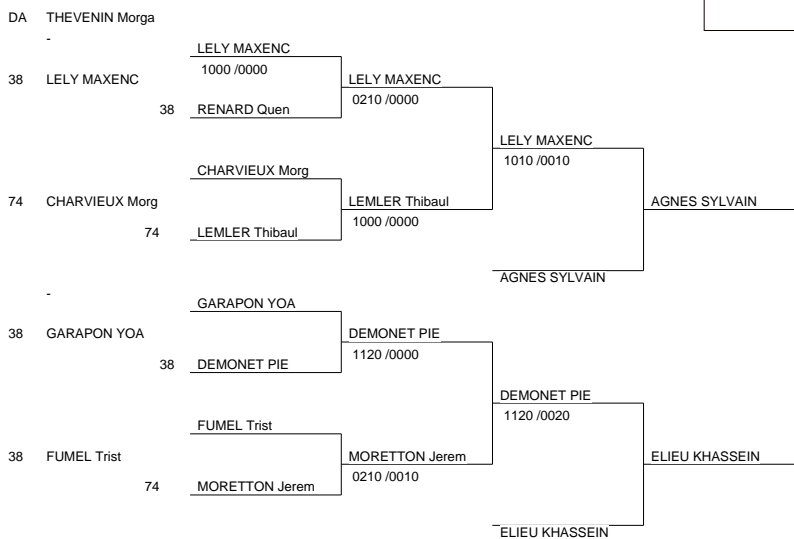 DA THEVENIN Morga
-
LELY MAXENC
1000 /0000
38 LELY MAXENC
LELY MAXENC
0210 /0000
38 RENARD Quen
LELY MAXENC
1010 /0010
CHARVIEUX Morg
74 CHARVIEUX Morg
LEMLER Thibaul
AGNES SYLVAIN
1000 /0000
74 LEMLER Thibaul
AGNES SYLVAIN
-
GARAPON YOA
38 GARAPON YOA
DEMONET PIE
1120 /0000
38 DEMONET PIE
DEMONET PIE
1120 /0020
FUMEL Trist
38 FUMEL Trist
MORETTON Jerem
ELIEU KHASSEIN
0210 /0010
74 MORETTON Jerem
ELIEU KHASSEIN